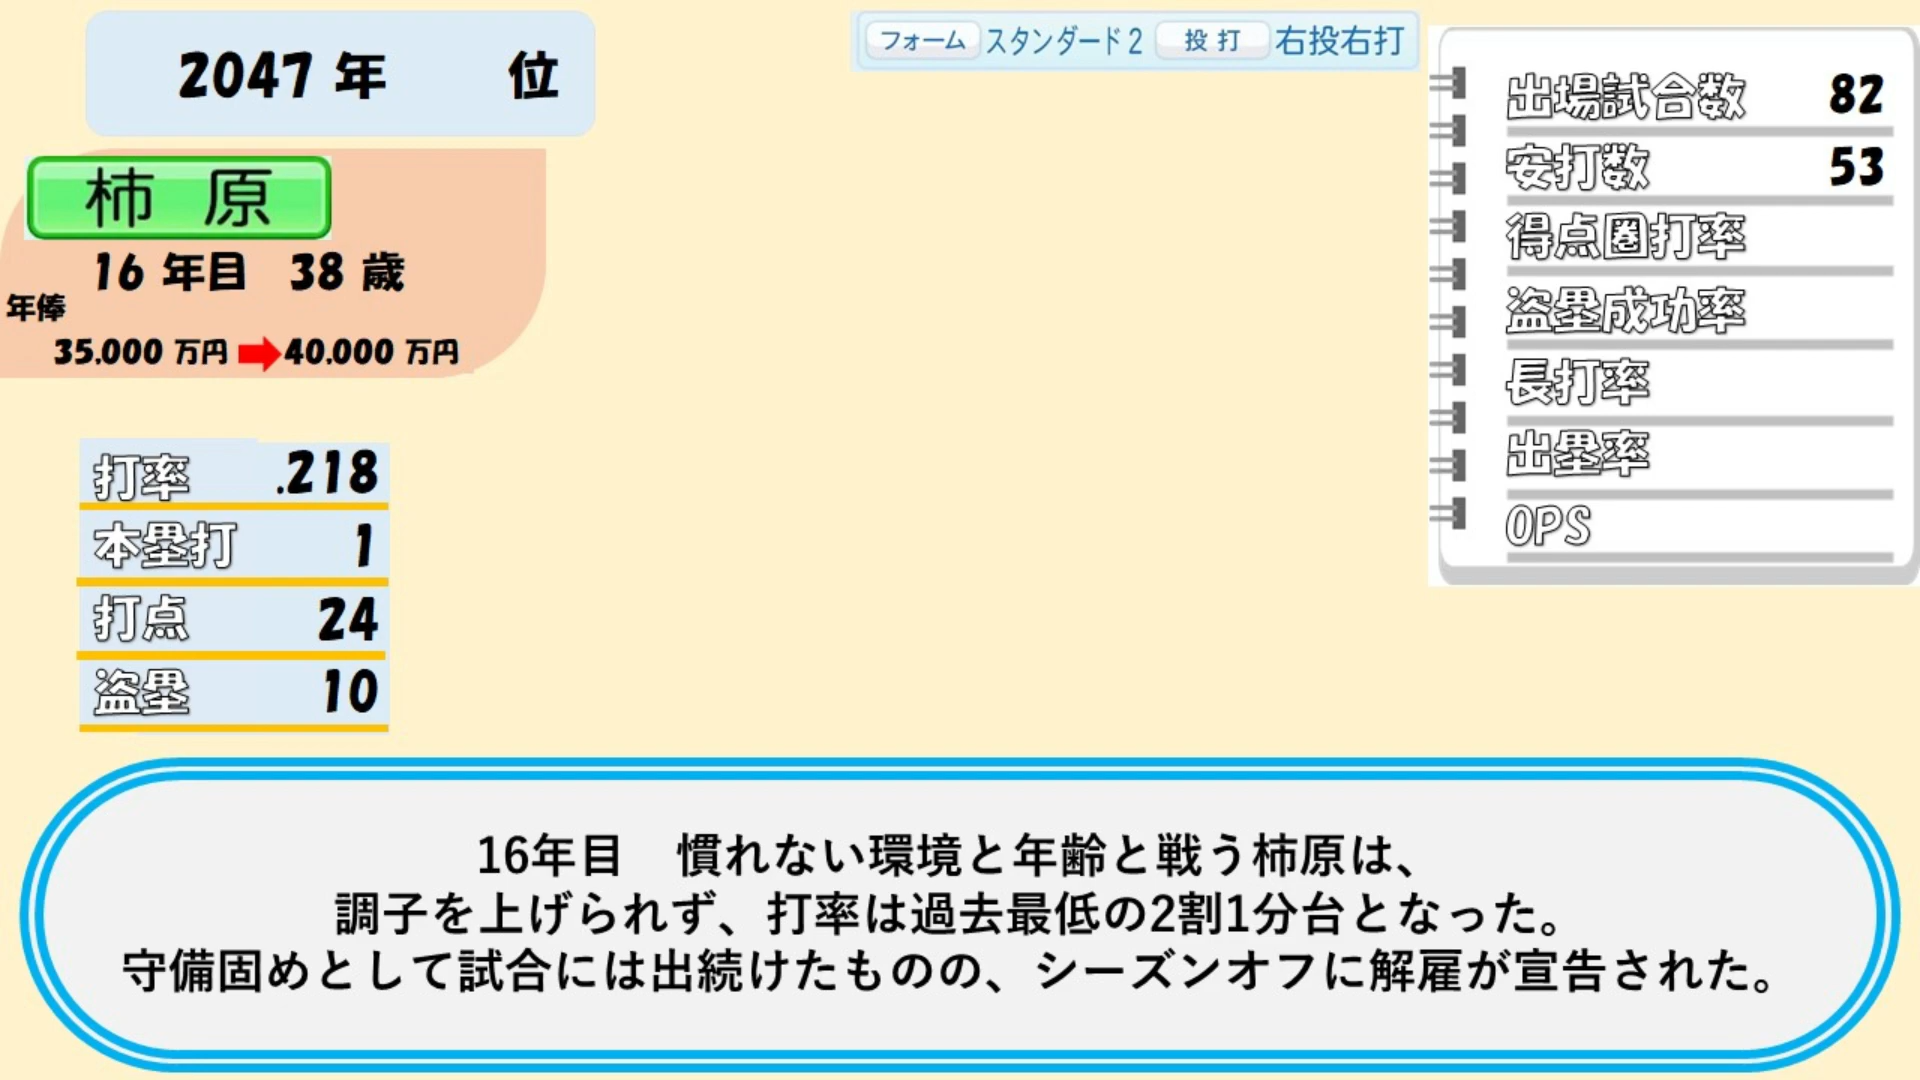 2047 年 位
フォーム スタンダード2 投打 右投右打
柿原
16 年目 38 歳
年俸
35.000 万円 40.000 万円
打率 .218
本塁打 1
打点 24
盗塁 10
出場試合数 82
安打数 53
得点圏打率
盗塁成功率
長打率
出塁率
OPS
16年目 慣れない環境と年齢と戦う柿原は、
調子を上げられず、打率は過去最低の2割1分台となった。
守備固めとして試合には出続けたものの、シーズンオフに解雇が宣告された。